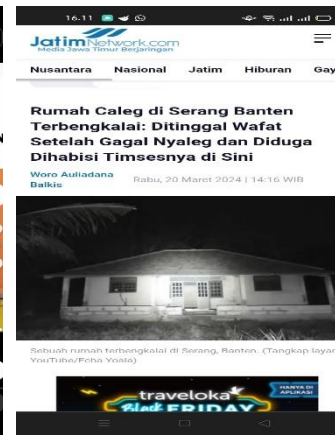 16.11
JatimNetwork.com
Media Jawa Timur Berjaringan
Nusantara Nasional Jatim Hiburan Gay
Rumah Caleg di Serang Banten
Terbengkalai: Ditinggal Wafat
Setelah Gagal Nyaleg dan Diduga
Dihabisi Timsesnya di Sini
Woro Auliadana
Balkis
Rabu, 20 Maret 2024 | 14:16 WIB
Sebuah rumah terbengkalai di Serang, Banten. (Tangkap layar
YouTube/Echa Yoala)
traveloka
HANYA DI
APLIKASI
Black FRIDAY